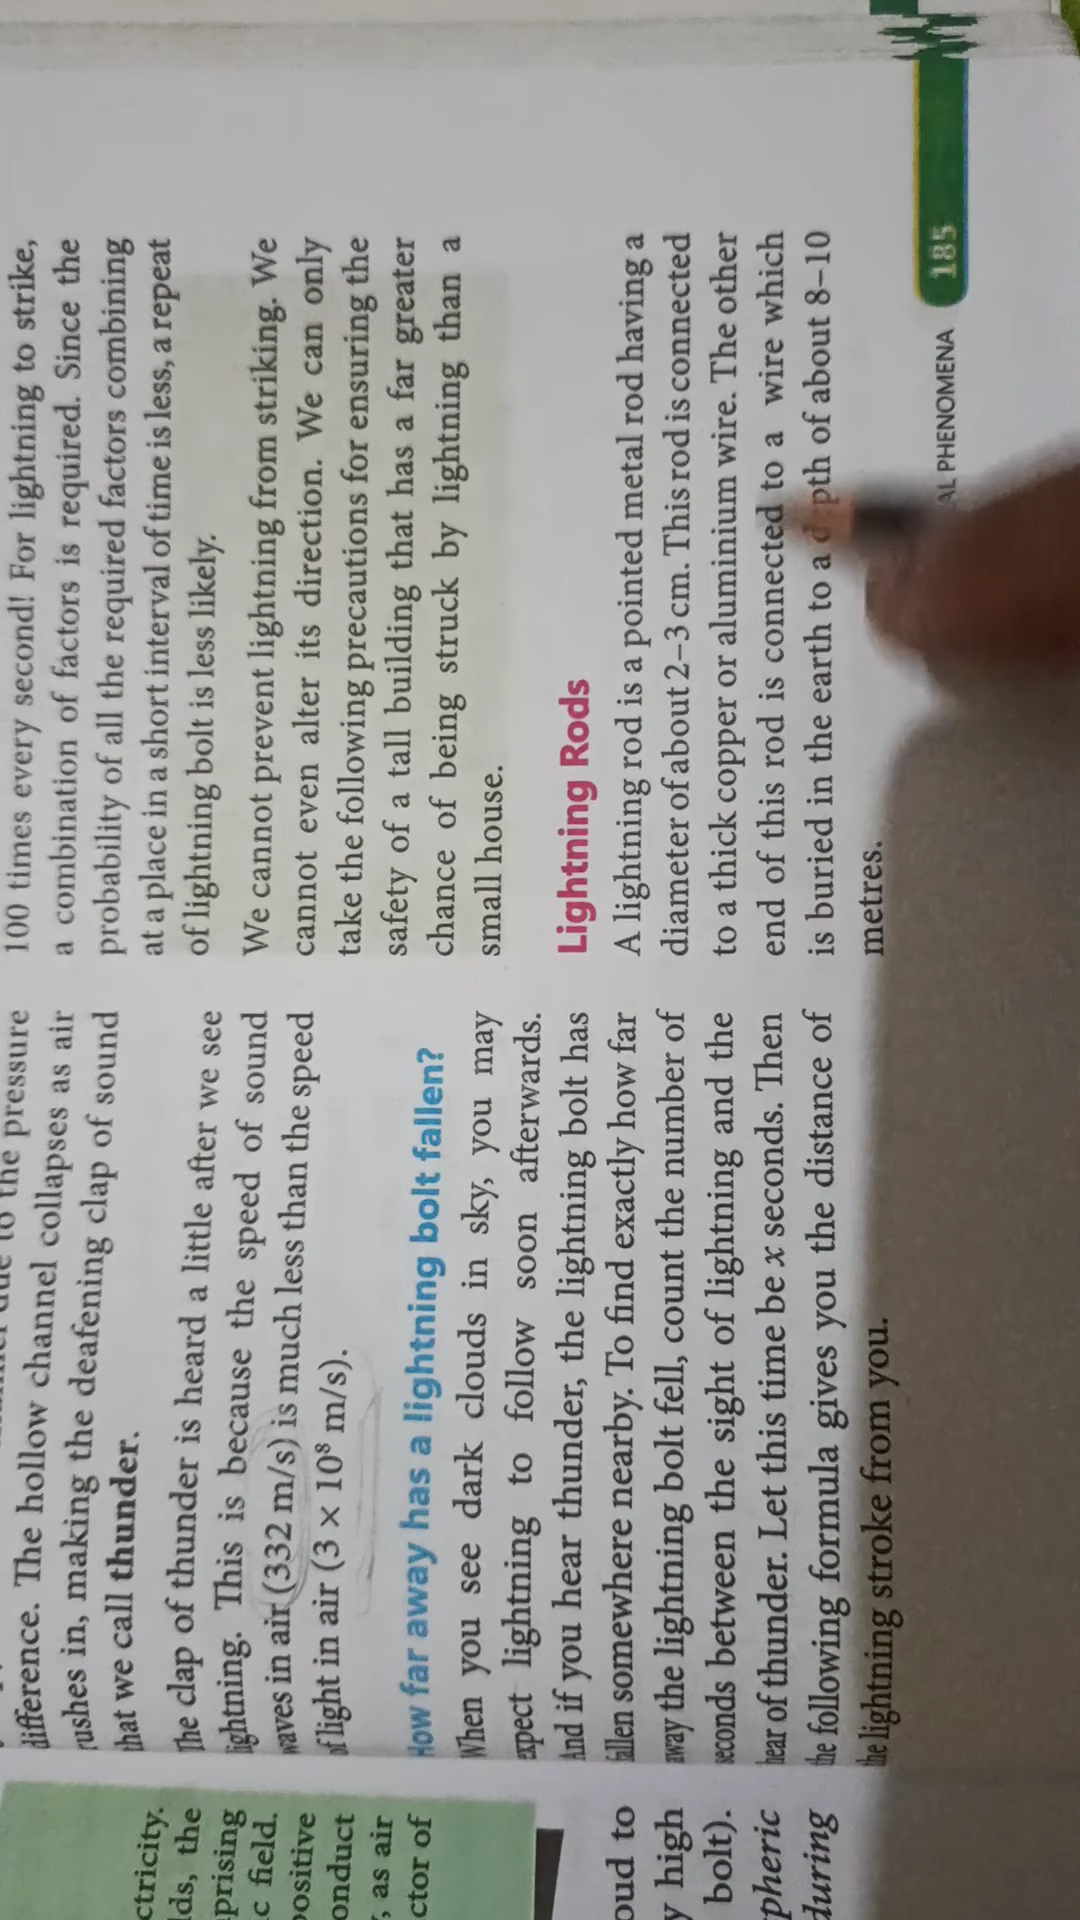 ctricity.
lds, the
prising
c field.
positive
onduct
, as air
ctor of
oud to
y high
bolt).
pheric
during
to the pressure
difference. The hollow channel collapses as air
rushes in, making the deafening clap of sound
that we call thunder.
The clap of thunder is heard a little after we see
lightning. This is because the speed of sound
waves in air (332 m/s) is much less than the speed
of light in air (3 × 10⁸ m/s).
How far away has a lightning bolt fallen?
When you see dark clouds in sky, you may
expect lightning to follow soon afterwards.
And if you hear thunder, the lightning bolt has
fallen somewhere nearby. To find exactly how far
away the lightning bolt fell, count the number of
seconds between the sight of lightning and the
hear of thunder. Let this time be x seconds. Then
the following formula gives you the distance of
the lightning stroke from you.
100 times every second! For lightning to strike,
a combination of factors is required. Since the
probability of all the required factors combining
at a place in a short interval of time is less, a repeat
of lightning bolt is less likely.
We cannot prevent lightning from striking. We
cannot even alter its direction. We can only
take the following precautions for ensuring the
safety of a tall building that has a far greater
chance of being struck by lightning than a
small house.
Lightning Rods
A lightning rod is a pointed metal rod having a
diameter of about 2–3 cm. This rod is connected
to a thick copper or aluminium wire. The other
end of this rod is connected to a wire which
is buried in the earth to a depth of about 8–10
metres.
AL PHENOMENA 185